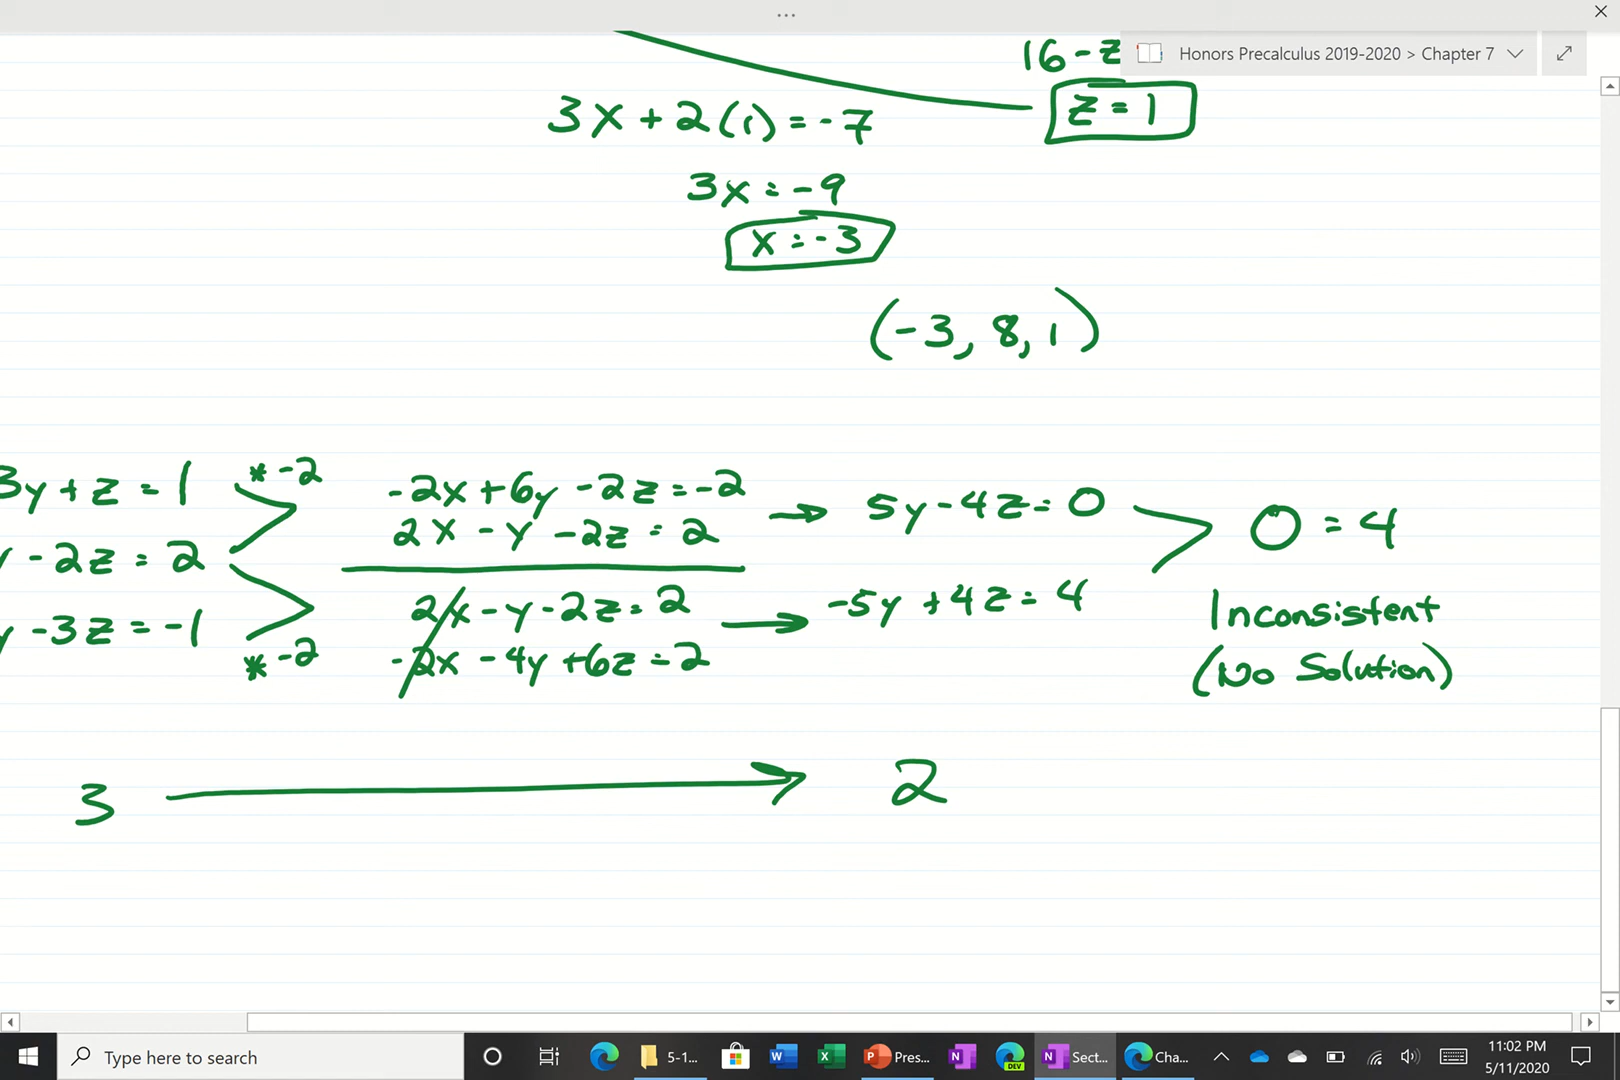 Honors Precalculus 2019-2020 > Chapter 7
16 - z
z = 1
3x + 2(1) = -7
3x = -9
x = -3
(-3, 8, 1)
3y + z = 1
* -2
-2x + 6y - 2z = -2
2x - y - 2z = 2
→ 5y - 4z = 0
0 = 4
- 2z = 2
2x - y - 2z = 2
-2x - 4y + 6z = 2
→ -5y + 4z = 4
Inconsistent
(No Solution)
- 3z = -1
* -2
3 → 2
Type here to search
5-1...
Pres...
DEV
Sect...
Cha...
11:02 PM
5/11/2020